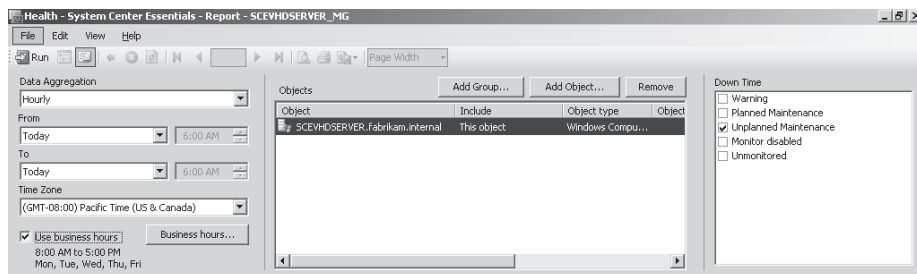 Health - System Center Essentials - Report - SCEVHDSERVER_MG
File Edit View Help
Run Page Width
Data Aggregation
Hourly
From
Today 6:00 AM
To
Today 6:00 AM
Time Zone
(GMT-08:00) Pacific Time (US & Canada)
Use business hours Business hours...
8:00 AM to 5:00 PM
Mon, Tue, Wed, Thu, Fri
Objects Add Group... Add Object... Remove
Object Include Object type Object
SCEVHDSERVER.fabrikam.internal This object Windows Compu...
Down Time
Warning
Planned Maintenance
Unplanned Maintenance
Monitor disabled
Unmonitored